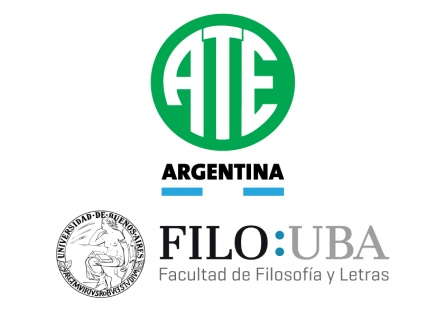 ATE
ARGENTINA
UNIVERSIDAD·DE·BUENOS·AIRES
FILO:UBA
Facultad de Filosofía y Letras